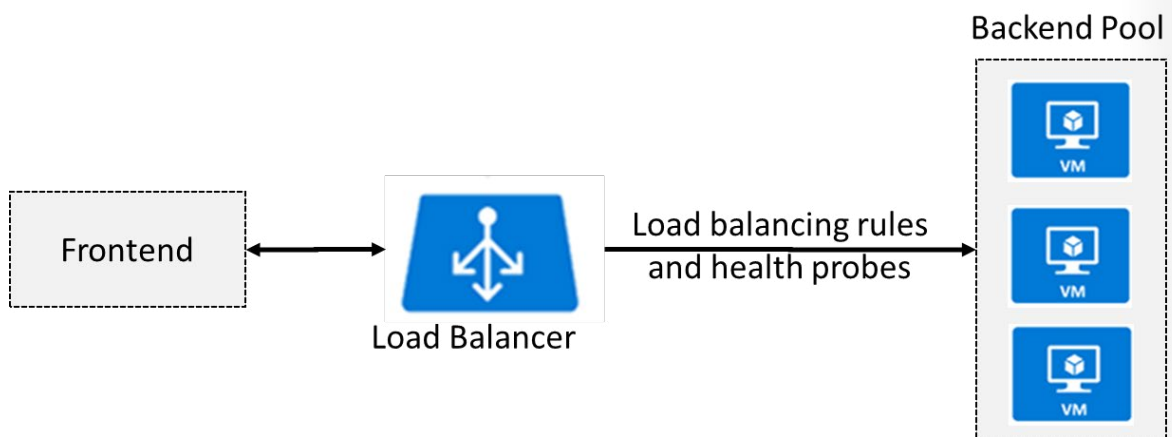 Backend Pool
VM
Frontend
Load balancing rules
and health probes
VM
Load Balancer
VM